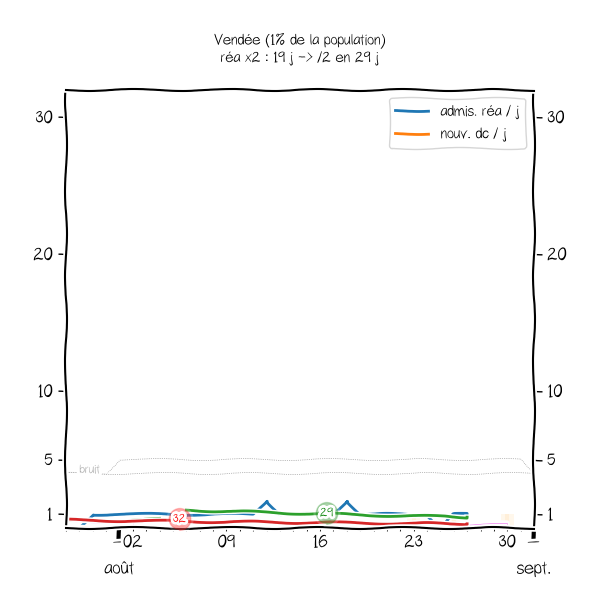 Vendée (1% de la population)
réa x2 : 19 j -> /2 en 29 j
admis. réa / j
nouv. dc / j
30 30
20 20
10 10
5 5
bruit
1 1
32 29
02 09 16 23 30
août sept.